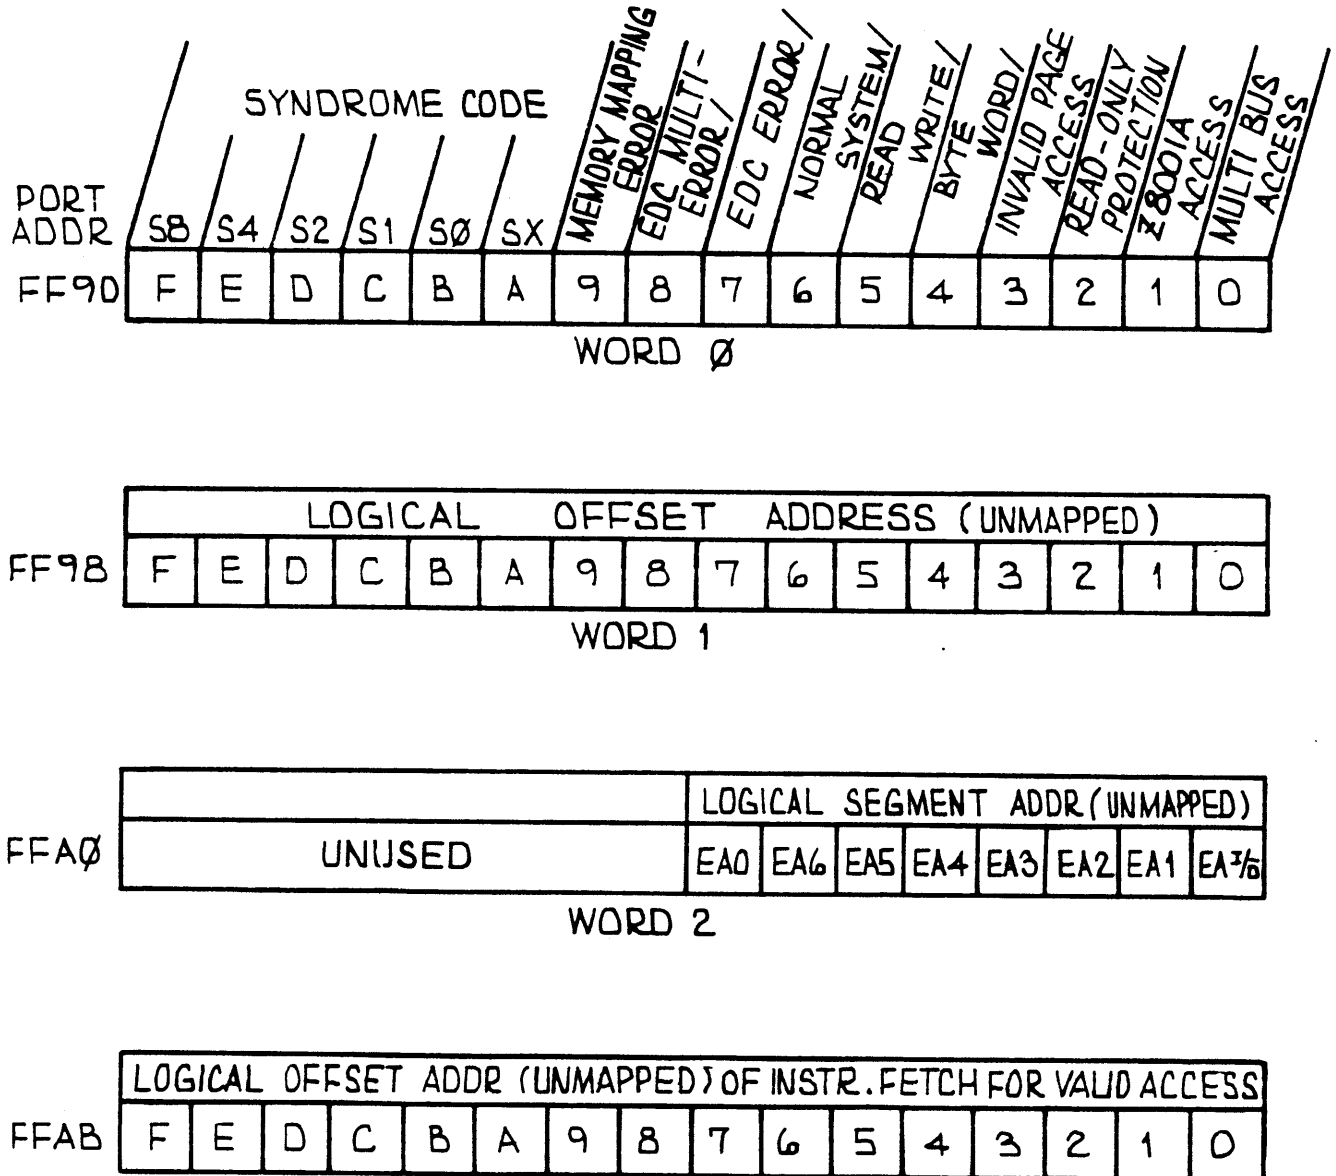 SYNDROME CODE
PORT
ADDR
S8 S4 S2 S1 SØ SX
MEMORY MAPPING
ERROR
EDC MULTI-
ERROR/
EDC ERROR/
NORMAL
SYSTEM/
READ
WRITE/
BYTE
WORD/
INVALID PAGE
ACCESS
READ-ONLY
PROTECTION
Z8001A
ACCESS
MULTI BUS
ACCESS
FF90 F E D C B A 9 8 7 6 5 4 3 2 1 0
WORD Ø
LOGICAL OFFSET ADDRESS (UNMAPPED)
FF98 F E D C B A 9 8 7 6 5 4 3 2 1 0
WORD 1
LOGICAL SEGMENT ADDR (UNMAPPED)
FFAØ UNUSED EA0 EA6 EA5 EA4 EA3 EA2 EA1 EA I/D
WORD 2
LOGICAL OFFSET ADDR (UNMAPPED) OF INSTR. FETCH FOR VALID ACCESS
FFA8 F E D C B A 9 8 7 6 5 4 3 2 1 0